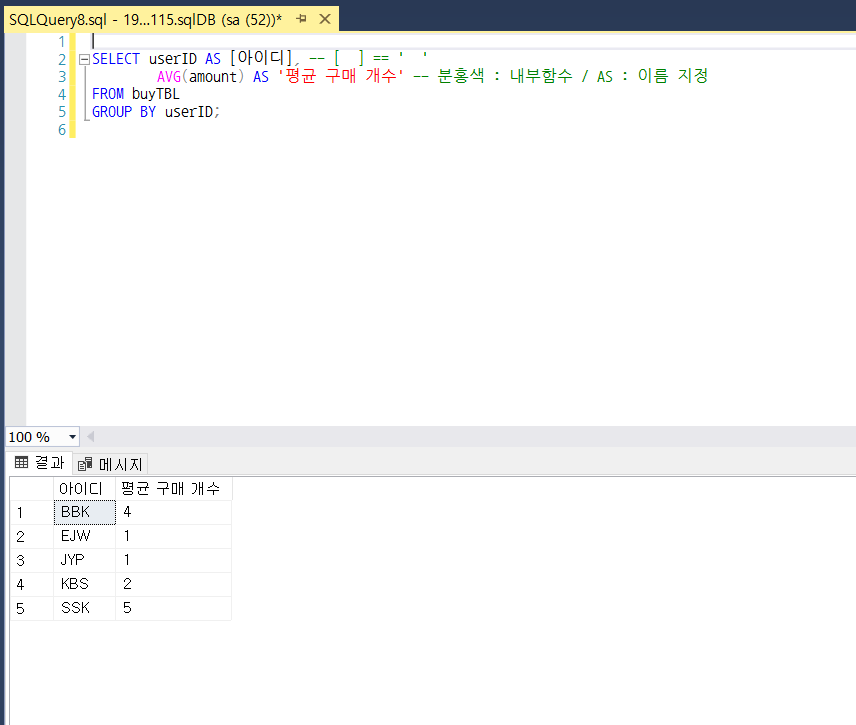 SQLQuery8.sql - 19...115.sqlDB (sa (52))*
1
2 SELECT userID AS [아이디], -- [ ] == ' '
3 AVG(amount) AS '평균 구매 개수' -- 분홍색 : 내부함수 / AS : 이름 지정
4 FROM buyTBL
5 GROUP BY userID;
6
100 %
결과 메시지
아이디 평균 구매 개수
1 BBK 4
2 EJW 1
3 JYP 1
4 KBS 2
5 SSK 5